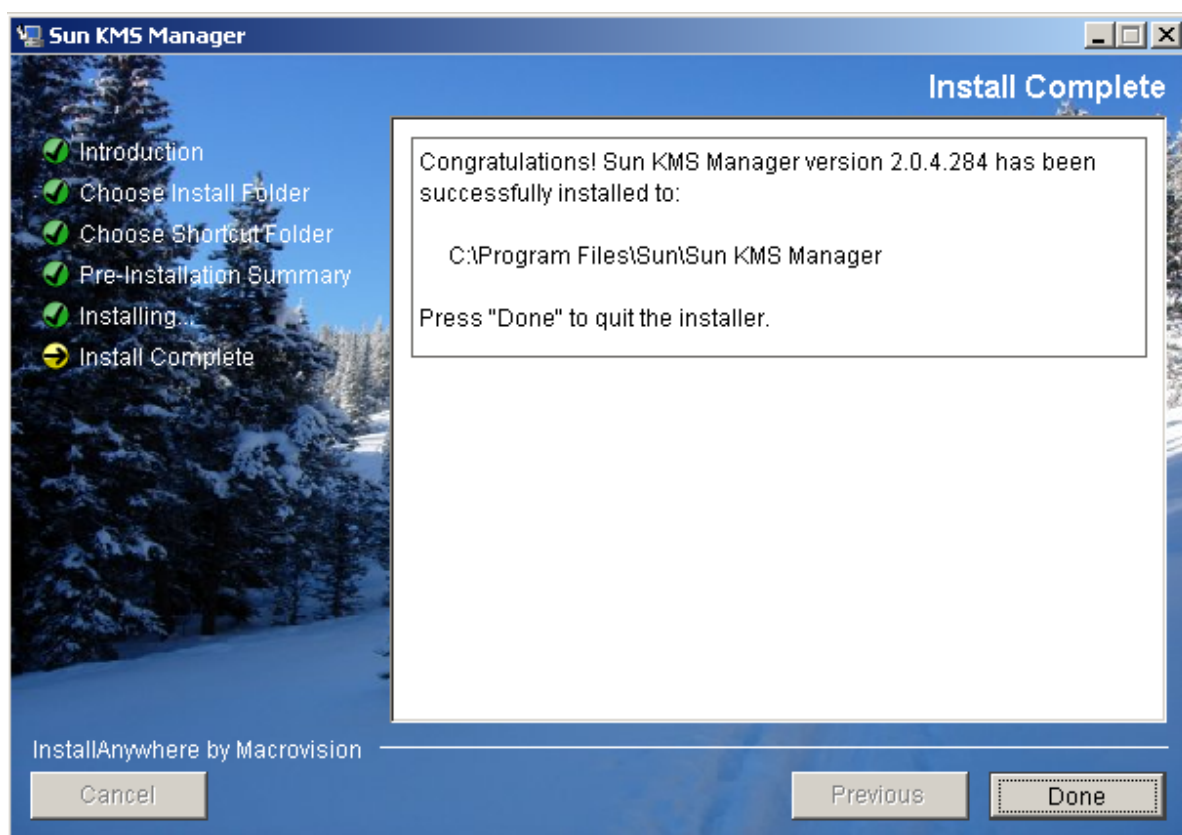 Sun KMS Manager
Install Complete
Introduction
Choose Install Folder
Choose Shortcut Folder
Pre-Installation Summary
Installing...
Install Complete
Congratulations! Sun KMS Manager version 2.0.4.284 has been
successfully installed to:
C:\Program Files\Sun\Sun KMS Manager
Press "Done" to quit the installer.
InstallAnywhere by Macrovision
Cancel
Previous
Done